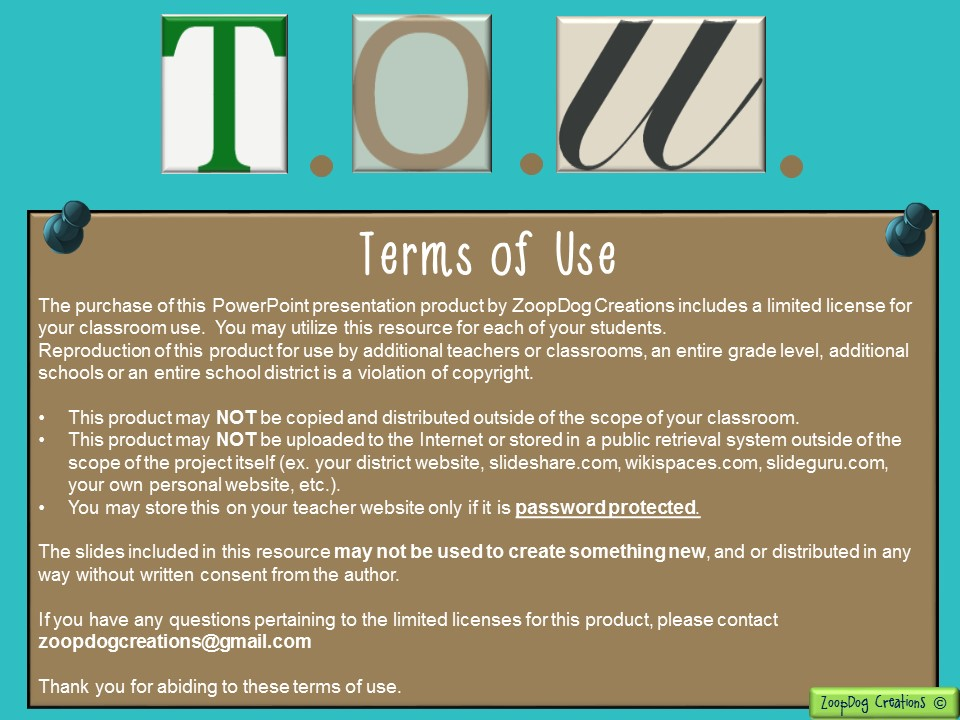 T.O.U.
Terms of Use
The purchase of this PowerPoint presentation product by ZoopDog Creations includes a limited license for
your classroom use. You may utilize this resource for each of your students.
Reproduction of this product for use by additional teachers or classrooms, an entire grade level, additional
schools or an entire school district is a violation of copyright.
• This product may NOT be copied and distributed outside of the scope of your classroom.
• This product may NOT be uploaded to the Internet or stored in a public retrieval system outside of the
scope of the project itself (ex. your district website, slideshare.com, wikispaces.com, slideguru.com,
your own personal website, etc.).
• You may store this on your teacher website only if it is password protected.
The slides included in this resource may not be used to create something new, and or distributed in any
way without written consent from the author.
If you have any questions pertaining to the limited licenses for this product, please contact
zoopdogcreations@gmail.com
Thank you for abiding to these terms of use.
ZoopDog Creations ©